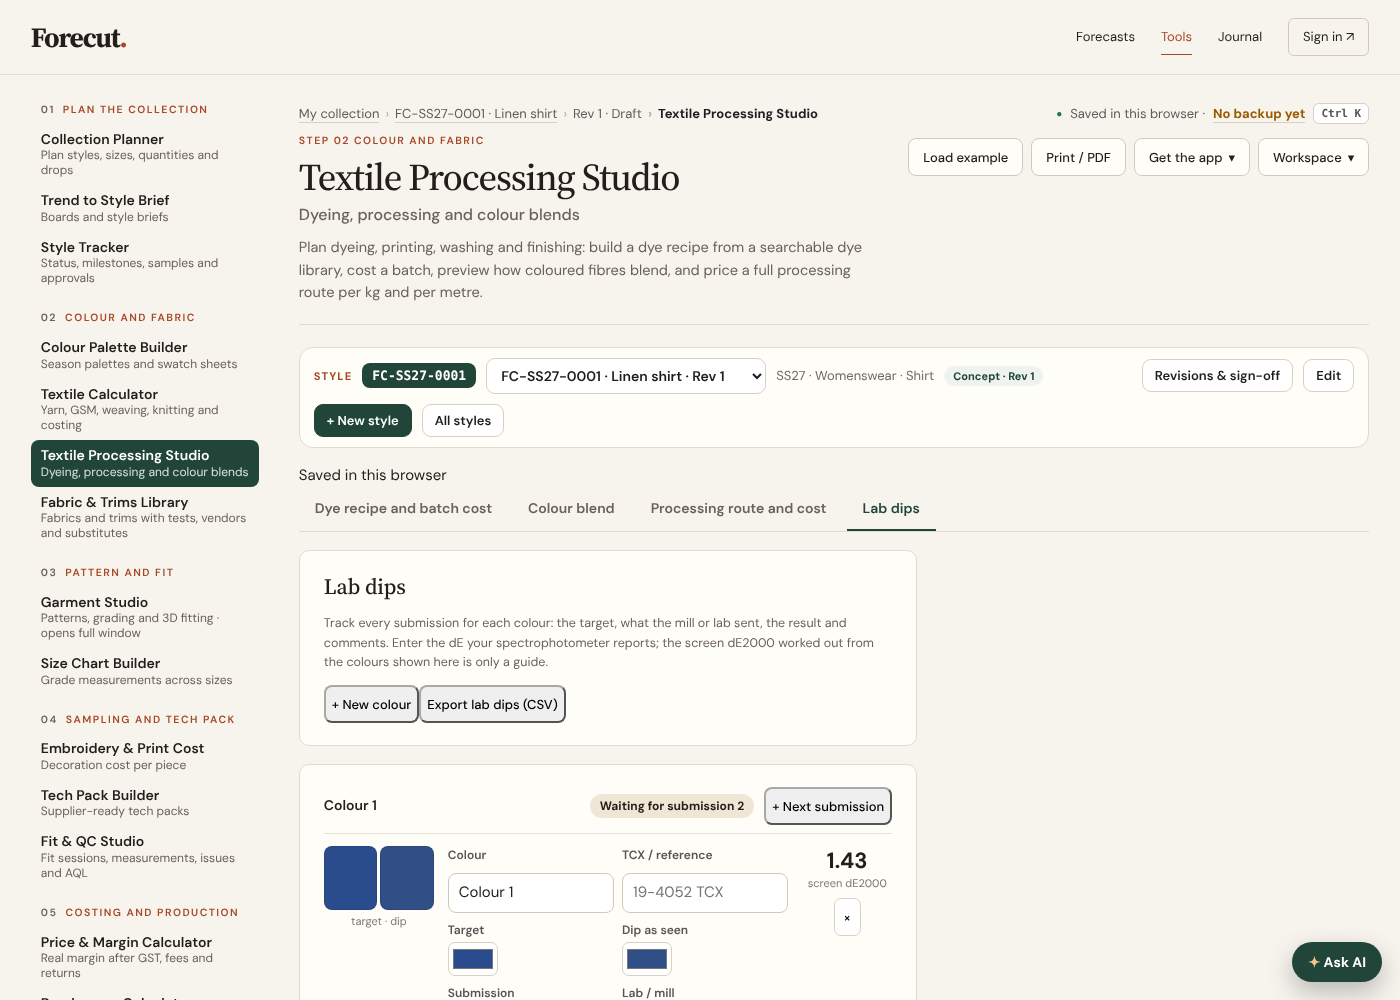 Forecut.
Forecasts
Tools
Journal
Sign in ↗
01 PLAN THE COLLECTION
Collection Planner
Plan styles, sizes, quantities and
drops
Trend to Style Brief
Boards and style briefs
Style Tracker
Status, milestones, samples and
approvals
02 COLOUR AND FABRIC
Colour Palette Builder
Season palettes and swatch sheets
Textile Calculator
Yarn, GSM, weaving, knitting and
costing
Textile Processing Studio
Dyeing, processing and colour blends
Fabric & Trims Library
Fabrics and trims with tests, vendors
and substitutes
03 PATTERN AND FIT
Garment Studio
Patterns, grading and 3D fitting ·
opens full window
Size Chart Builder
Grade measurements across sizes
04 SAMPLING AND TECH PACK
Embroidery & Print Cost
Decoration cost per piece
Tech Pack Builder
Supplier-ready tech packs
Fit & QC Studio
Fit sessions, measurements, issues
and AQL
05 COSTING AND PRODUCTION
Price & Margin Calculator
Real margin after GST, fees and
returns
My collection › FC-SS27-0001 · Linen shirt › Rev 1 · Draft › Textile Processing Studio
Saved in this browser · No backup yet Ctrl K
STEP 02 COLOUR AND FABRIC
Textile Processing Studio
Dyeing, processing and colour blends
Plan dyeing, printing, washing and finishing: build a dye recipe from a searchable dye
library, cost a batch, preview how coloured fibres blend, and price a full processing
route per kg and per metre.
Load example
Print / PDF
Get the app ▾
Workspace ▾
STYLE FC-SS27-0001 FC-SS27-0001 · Linen shirt · Rev 1 SS27 · Womenswear · Shirt Concept · Rev 1 Revisions & sign-off Edit
+ New style All styles
Saved in this browser
Dye recipe and batch cost Colour blend Processing route and cost Lab dips
Lab dips
Track every submission for each colour: the target, what the mill or lab sent, the result and
comments. Enter the dE your spectrophotometer reports; the screen dE2000 worked out from
the colours shown here is only a guide.
+ New colour Export lab dips (CSV)
Colour 1 Waiting for submission 2 + Next submission
target · dip
Colour
Colour 1
TCX / reference
19-4052 TCX
1.43
screen dE2000
×
Target
Dip as seen
Submission
Lab / mill
✦ Ask AI